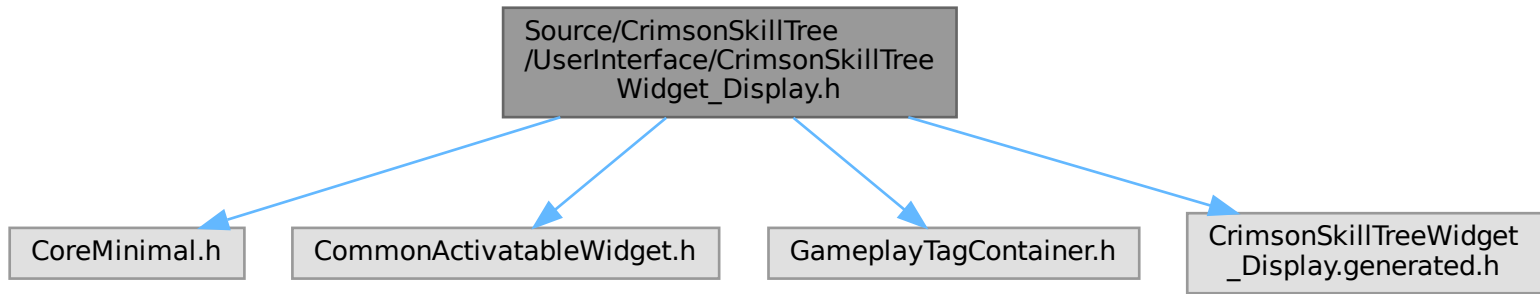 Source/CrimsonSkillTree
/UserInterface/CrimsonSkillTree
Widget_Display.h
CoreMinimal.h
CommonActivatableWidget.h
GameplayTagContainer.h
CrimsonSkillTreeWidget
_Display.generated.h